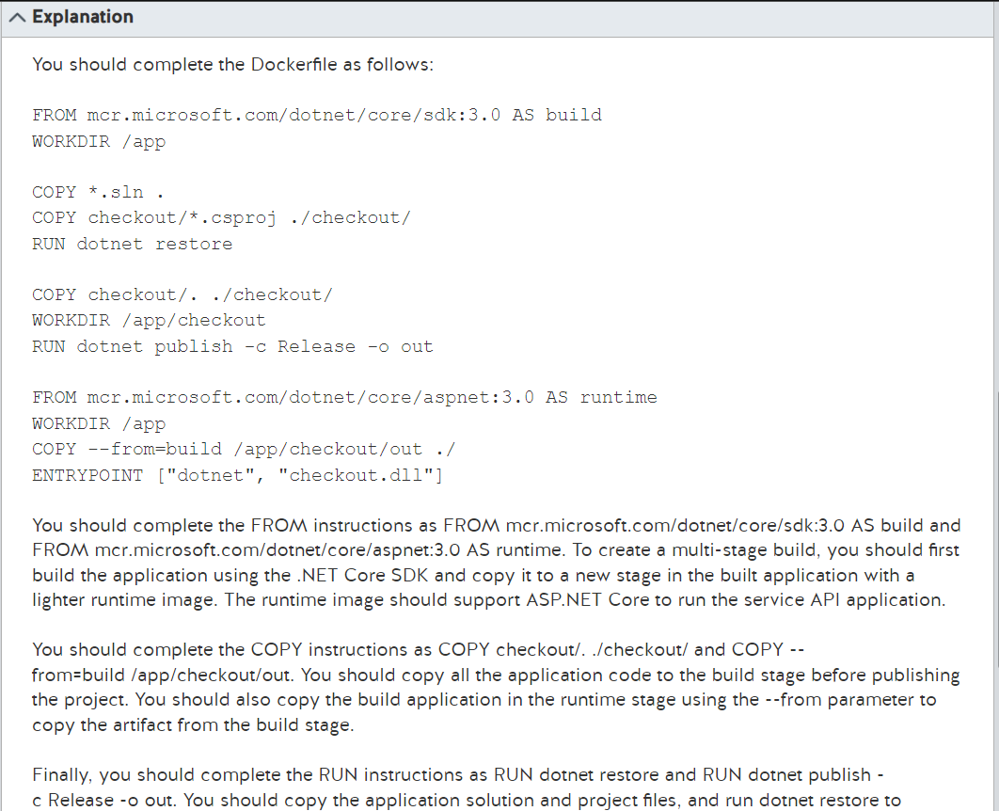 Explanation
You should complete the Dockerfile as follows:
FROM mcr.microsoft.com/dotnet/core/sdk:3.0 AS build
WORKDIR /app
COPY *.sln .
COPY checkout/*.csproj ./checkout/
RUN dotnet restore
COPY checkout/. ./checkout/
WORKDIR /app/checkout
RUN dotnet publish -c Release -o out
FROM mcr.microsoft.com/dotnet/core/aspnet:3.0 AS runtime
WORKDIR /app
COPY --from=build /app/checkout/out ./
ENTRYPOINT ["dotnet", "checkout.dll"]
You should complete the FROM instructions as FROM mcr.microsoft.com/dotnet/core/sdk:3.0 AS build and
FROM mcr.microsoft.com/dotnet/core/aspnet:3.0 AS runtime. To create a multi-stage build, you should first
build the application using the .NET Core SDK and copy it to a new stage in the built application with a
lighter runtime image. The runtime image should support ASP.NET Core to run the service API application.
You should complete the COPY instructions as COPY checkout/. ./checkout/ and COPY --
from=build /app/checkout/out. You should copy all the application code to the build stage before publishing
the project. You should also copy the build application in the runtime stage using the --from parameter to
copy the artifact from the build stage.
Finally, you should complete the RUN instructions as RUN dotnet restore and RUN dotnet publish -
c Release -o out. You should copy the application solution and project files, and run dotnet restore to